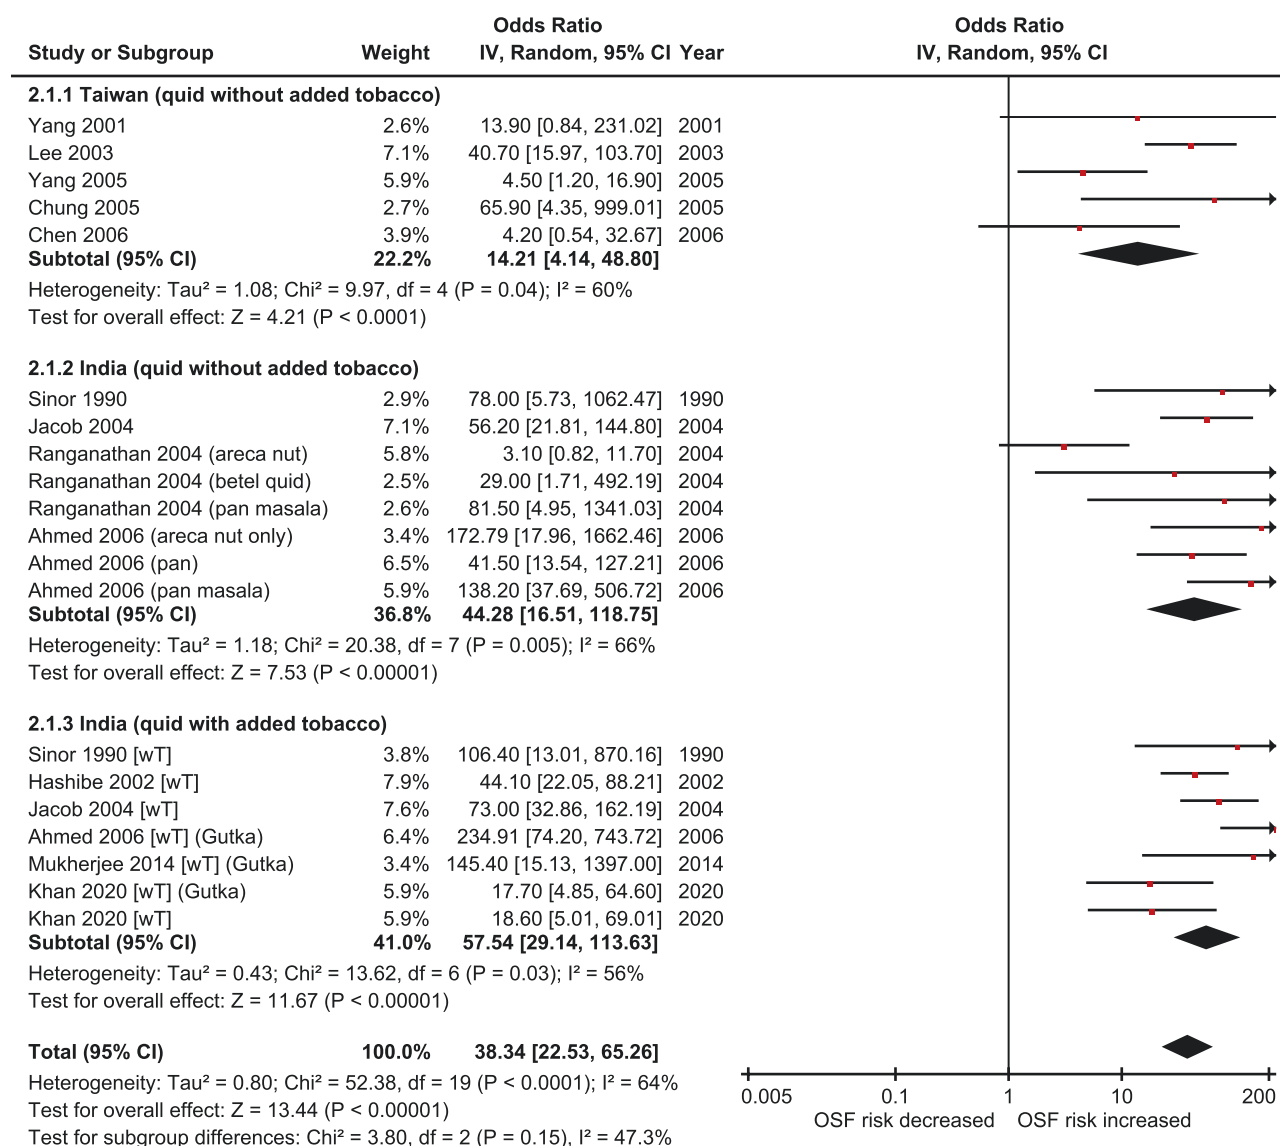 Odds Ratio Odds Ratio
Study or Subgroup Weight IV, Random, 95% CI Year IV, Random, 95% CI
2.1.1 Taiwan (quid without added tobacco)
Yang 2001 2.6% 13.90 [0.84, 231.02] 2001
Lee 2003 7.1% 40.70 [15.97, 103.70] 2003
Yang 2005 5.9% 4.50 [1.20, 16.90] 2005
Chung 2005 2.7% 65.90 [4.35, 999.01] 2005
Chen 2006 3.9% 4.20 [0.54, 32.67] 2006
Subtotal (95% CI) 22.2% 14.21 [4.14, 48.80]
Heterogeneity: Tau² = 1.08; Chi² = 9.97, df = 4 (P = 0.04); I² = 60%
Test for overall effect: Z = 4.21 (P < 0.0001)
2.1.2 India (quid without added tobacco)
Sinor 1990 2.9% 78.00 [5.73, 1062.47] 1990
Jacob 2004 7.1% 56.20 [21.81, 144.80] 2004
Ranganathan 2004 (areca nut) 5.8% 3.10 [0.82, 11.70] 2004
Ranganathan 2004 (betel quid) 2.5% 29.00 [1.71, 492.19] 2004
Ranganathan 2004 (pan masala) 2.6% 81.50 [4.95, 1341.03] 2004
Ahmed 2006 (areca nut only) 3.4% 172.79 [17.96, 1662.46] 2006
Ahmed 2006 (pan) 6.5% 41.50 [13.54, 127.21] 2006
Ahmed 2006 (pan masala) 5.9% 138.20 [37.69, 506.72] 2006
Subtotal (95% CI) 36.8% 44.28 [16.51, 118.75]
Heterogeneity: Tau² = 1.18; Chi² = 20.38, df = 7 (P = 0.005); I² = 66%
Test for overall effect: Z = 7.53 (P < 0.00001)
2.1.3 India (quid with added tobacco)
Sinor 1990 [wT] 3.8% 106.40 [13.01, 870.16] 1990
Hashibe 2002 [wT] 7.9% 44.10 [22.05, 88.21] 2002
Jacob 2004 [wT] 7.6% 73.00 [32.86, 162.19] 2004
Ahmed 2006 [wT] (Gutka) 6.4% 234.91 [74.20, 743.72] 2006
Mukherjee 2014 [wT] (Gutka) 3.4% 145.40 [15.13, 1397.00] 2014
Khan 2020 [wT] (Gutka) 5.9% 17.70 [4.85, 64.60] 2020
Khan 2020 [wT] 5.9% 18.60 [5.01, 69.01] 2020
Subtotal (95% CI) 41.0% 57.54 [29.14, 113.63]
Heterogeneity: Tau² = 0.43; Chi² = 13.62, df = 6 (P = 0.03); I² = 56%
Test for overall effect: Z = 11.67 (P < 0.00001)
Total (95% CI) 100.0% 38.34 [22.53, 65.26]
Heterogeneity: Tau² = 0.80; Chi² = 52.38, df = 19 (P < 0.0001); I² = 64%
Test for overall effect: Z = 13.44 (P < 0.00001)
Test for subgroup differences: Chi² = 3.80, df = 2 (P = 0.15), I² = 47.3%
0.005 0.1 1 10 200
OSF risk decreased OSF risk increased